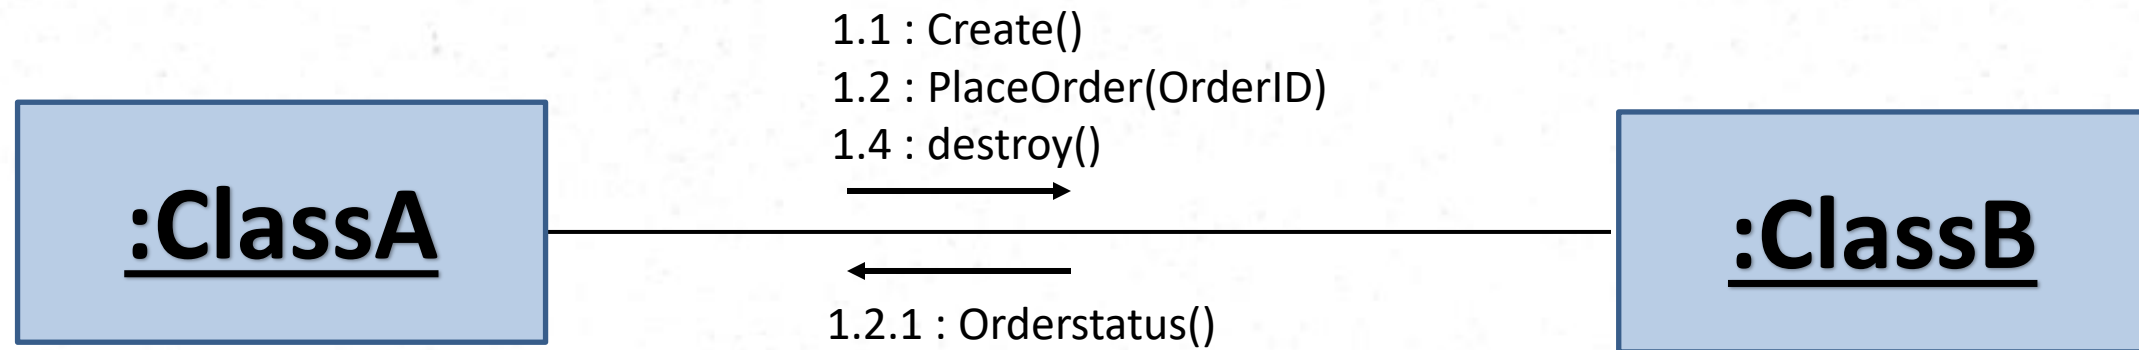 1.1 : Create()
1.2 : PlaceOrder(OrderID)
1.4 : destroy()
:ClassA
:ClassB
1.2.1 : Orderstatus()